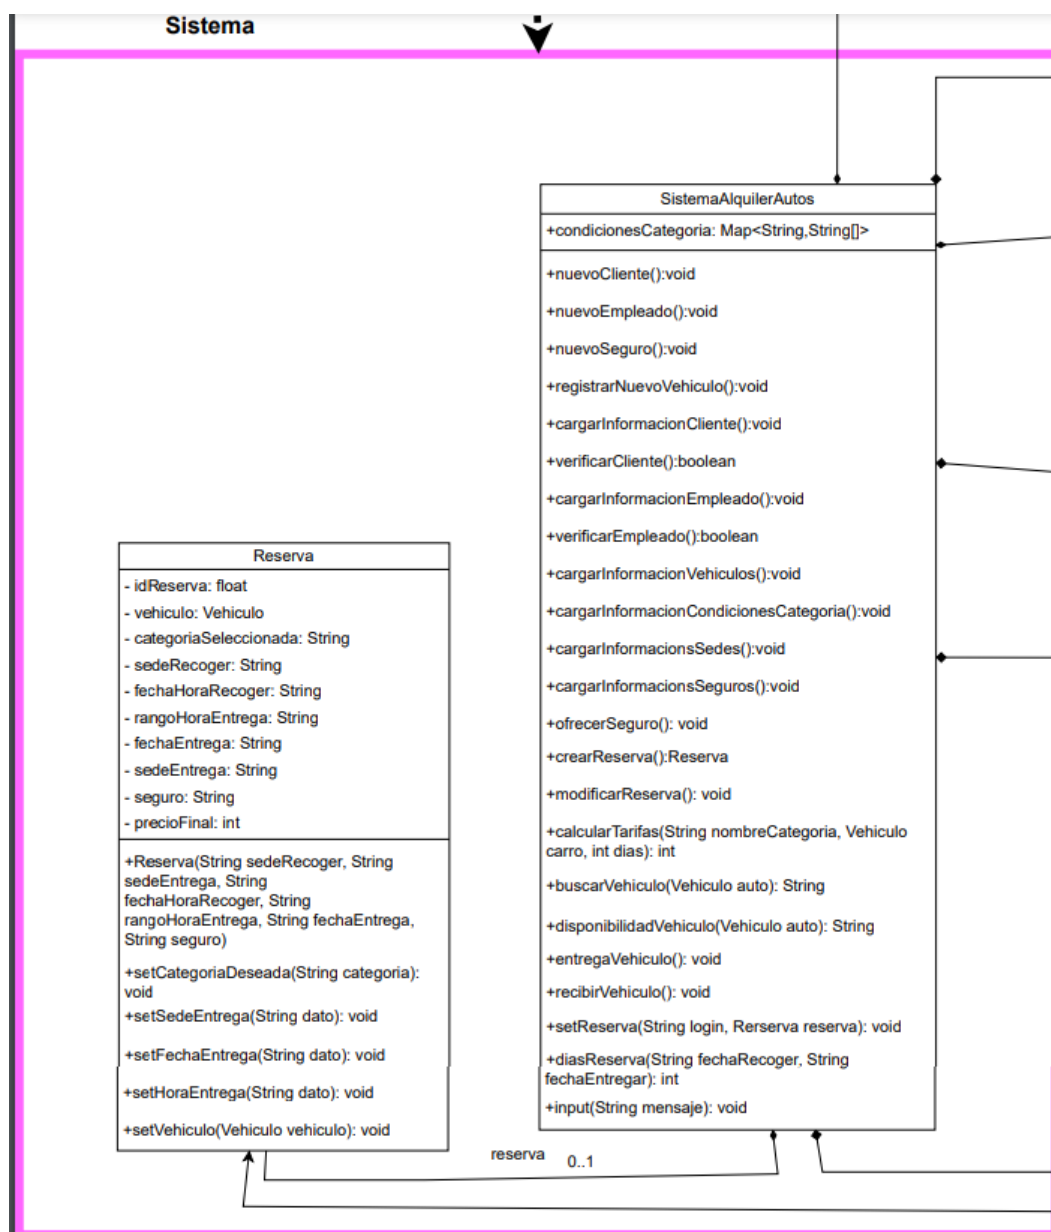 Sistema
SistemaAlquilerAutos
+condicionesCategoria: Map<String,String[]>
+nuevoCliente():void
+nuevoEmpleado():void
+nuevoSeguro():void
+registrarNuevoVehiculo():void
+cargarInformacionCliente():void
+verificarCliente():boolean
+cargarInformacionEmpleado():void
+verificarEmpleado():boolean
+cargarInformacionVehiculos():void
+cargarInformacionCondicionesCategoria():void
+cargarInformacionsSedes():void
+cargarInformacionsSeguros():void
+ofrecerSeguro(): void
+crearReserva():Reserva
+modificarReserva(): void
+calcularTarifas(String nombreCategoria, Vehiculo
carro, int dias): int
+buscarVehiculo(Vehiculo auto): String
+disponibilidadVehiculo(Vehiculo auto): String
+entregaVehiculo(): void
+recibirVehiculo(): void
+setReserva(String login, Rerserva reserva): void
+diasReserva(String fechaRecoger, String
fechaEntregar): int
+input(String mensaje): void
Reserva
- idReserva: float
- vehiculo: Vehiculo
- categoriaSeleccionada: String
- sedeRecoger: String
- fechaHoraRecoger: String
- rangoHoraEntrega: String
- fechaEntrega: String
- sedeEntrega: String
- seguro: String
- precioFinal: int
+Reserva(String sedeRecoger, String
sedeEntrega, String
fechaHoraRecoger, String
rangoHoraEntrega, String fechaEntrega,
String seguro)
+setCategoriaDeseada(String categoria):
void
+setSedeEntrega(String dato): void
+setFechaEntrega(String dato): void
+setHoraEntrega(String dato): void
+setVehiculo(Vehiculo vehiculo): void
reserva 0..1